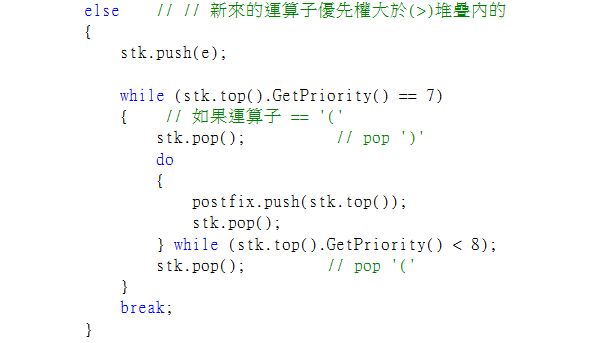 else    // // 新來的運算子優先權大於(>)堆疊內的
{
    stk.push(e);

    while (stk.top().GetPriority() == 7)
    {    // 如果運算子 == '('
        stk.pop();          // pop ')'
        do
        {
            postfix.push(stk.top());
            stk.pop();
        } while (stk.top().GetPriority() < 8);
        stk.pop();         // pop '('
    }
    break;
}